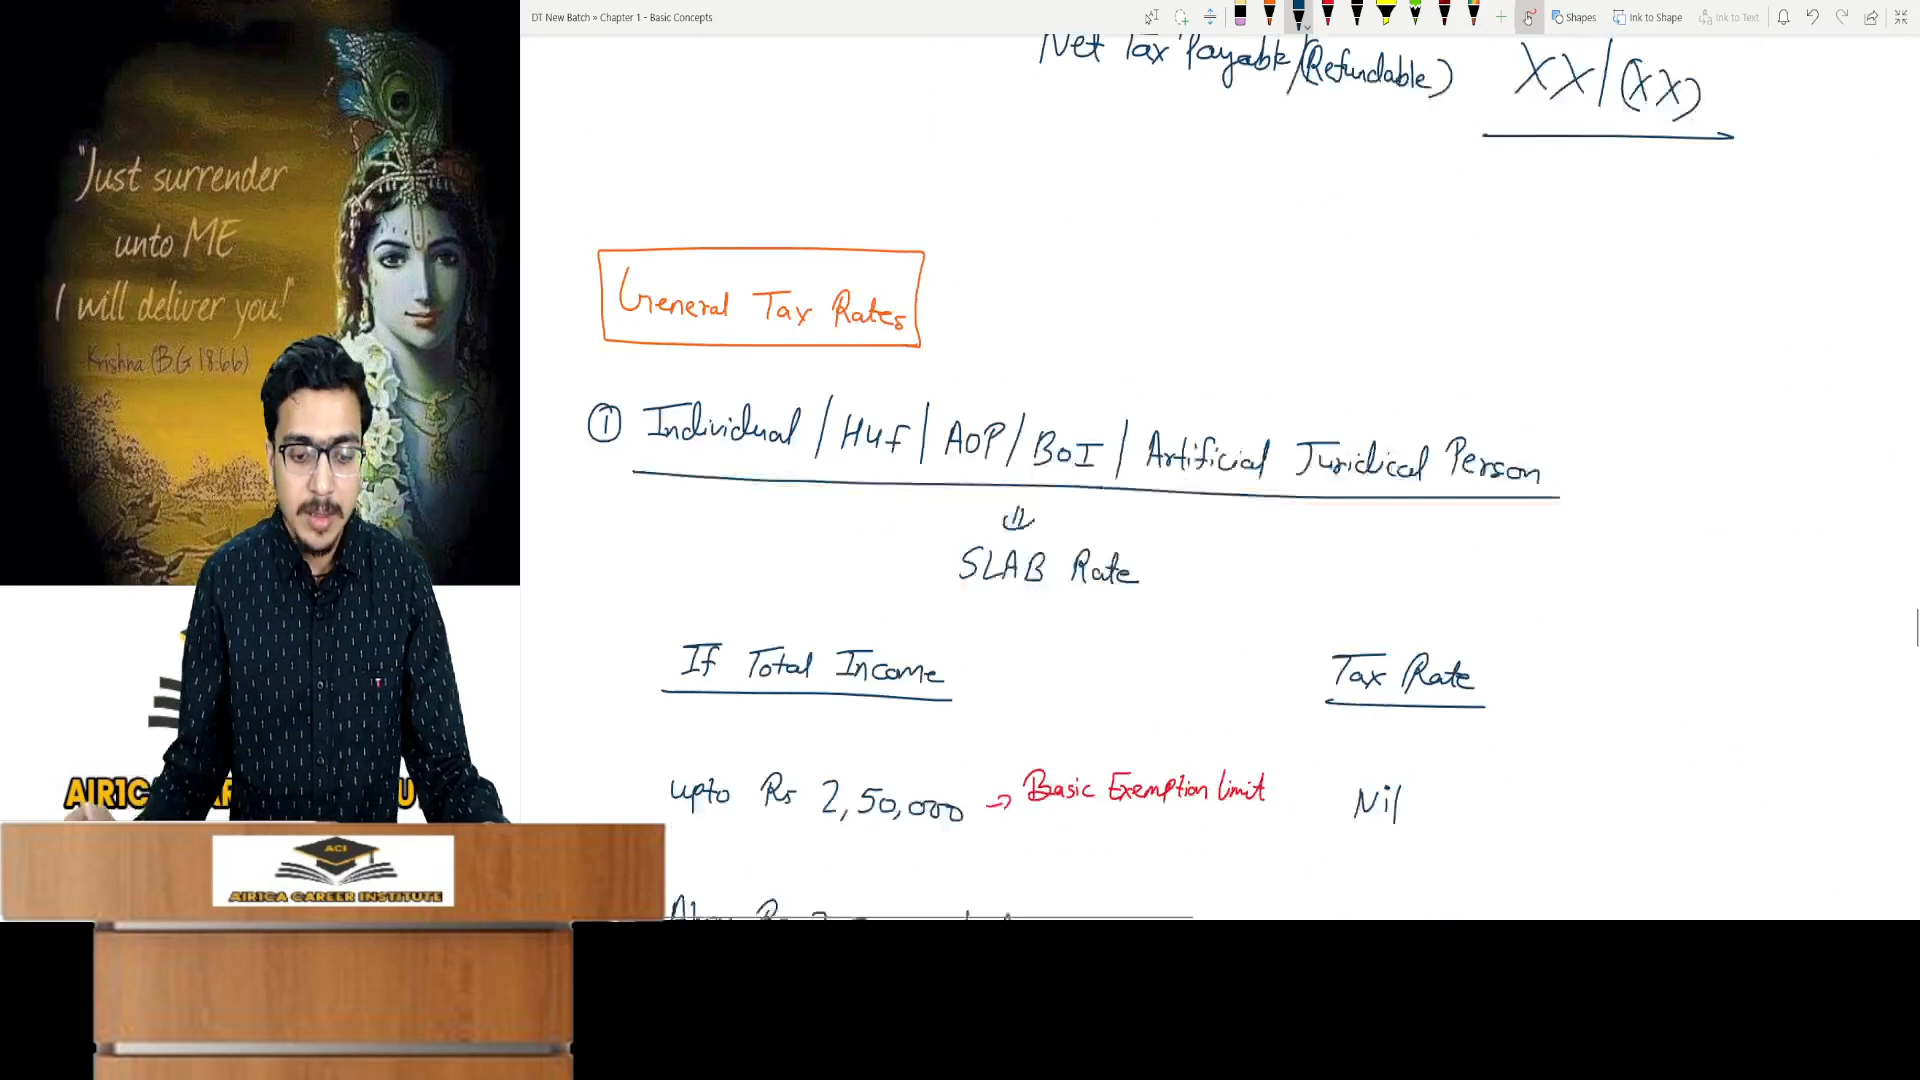 DT New Batch » Chapter 1 - Basic Concepts
Shapes
Ink to Shape
Ink to Text
Net Tax Payable/(Refundable) XX/(XX)
"Just surrender
unto ME
I will deliver you!"
Krishna (B.G 18:66)
General Tax Rates
① Individual / HUF / AOP / BOI / Artificial Juridical Person
⇓
SLAB Rate
If Total Income Tax Rate
upto Rs 2,50,000 → Basic Exemption Limit Nil
AIR1C
U
ACI
AIR1CA CAREER INSTITUTE